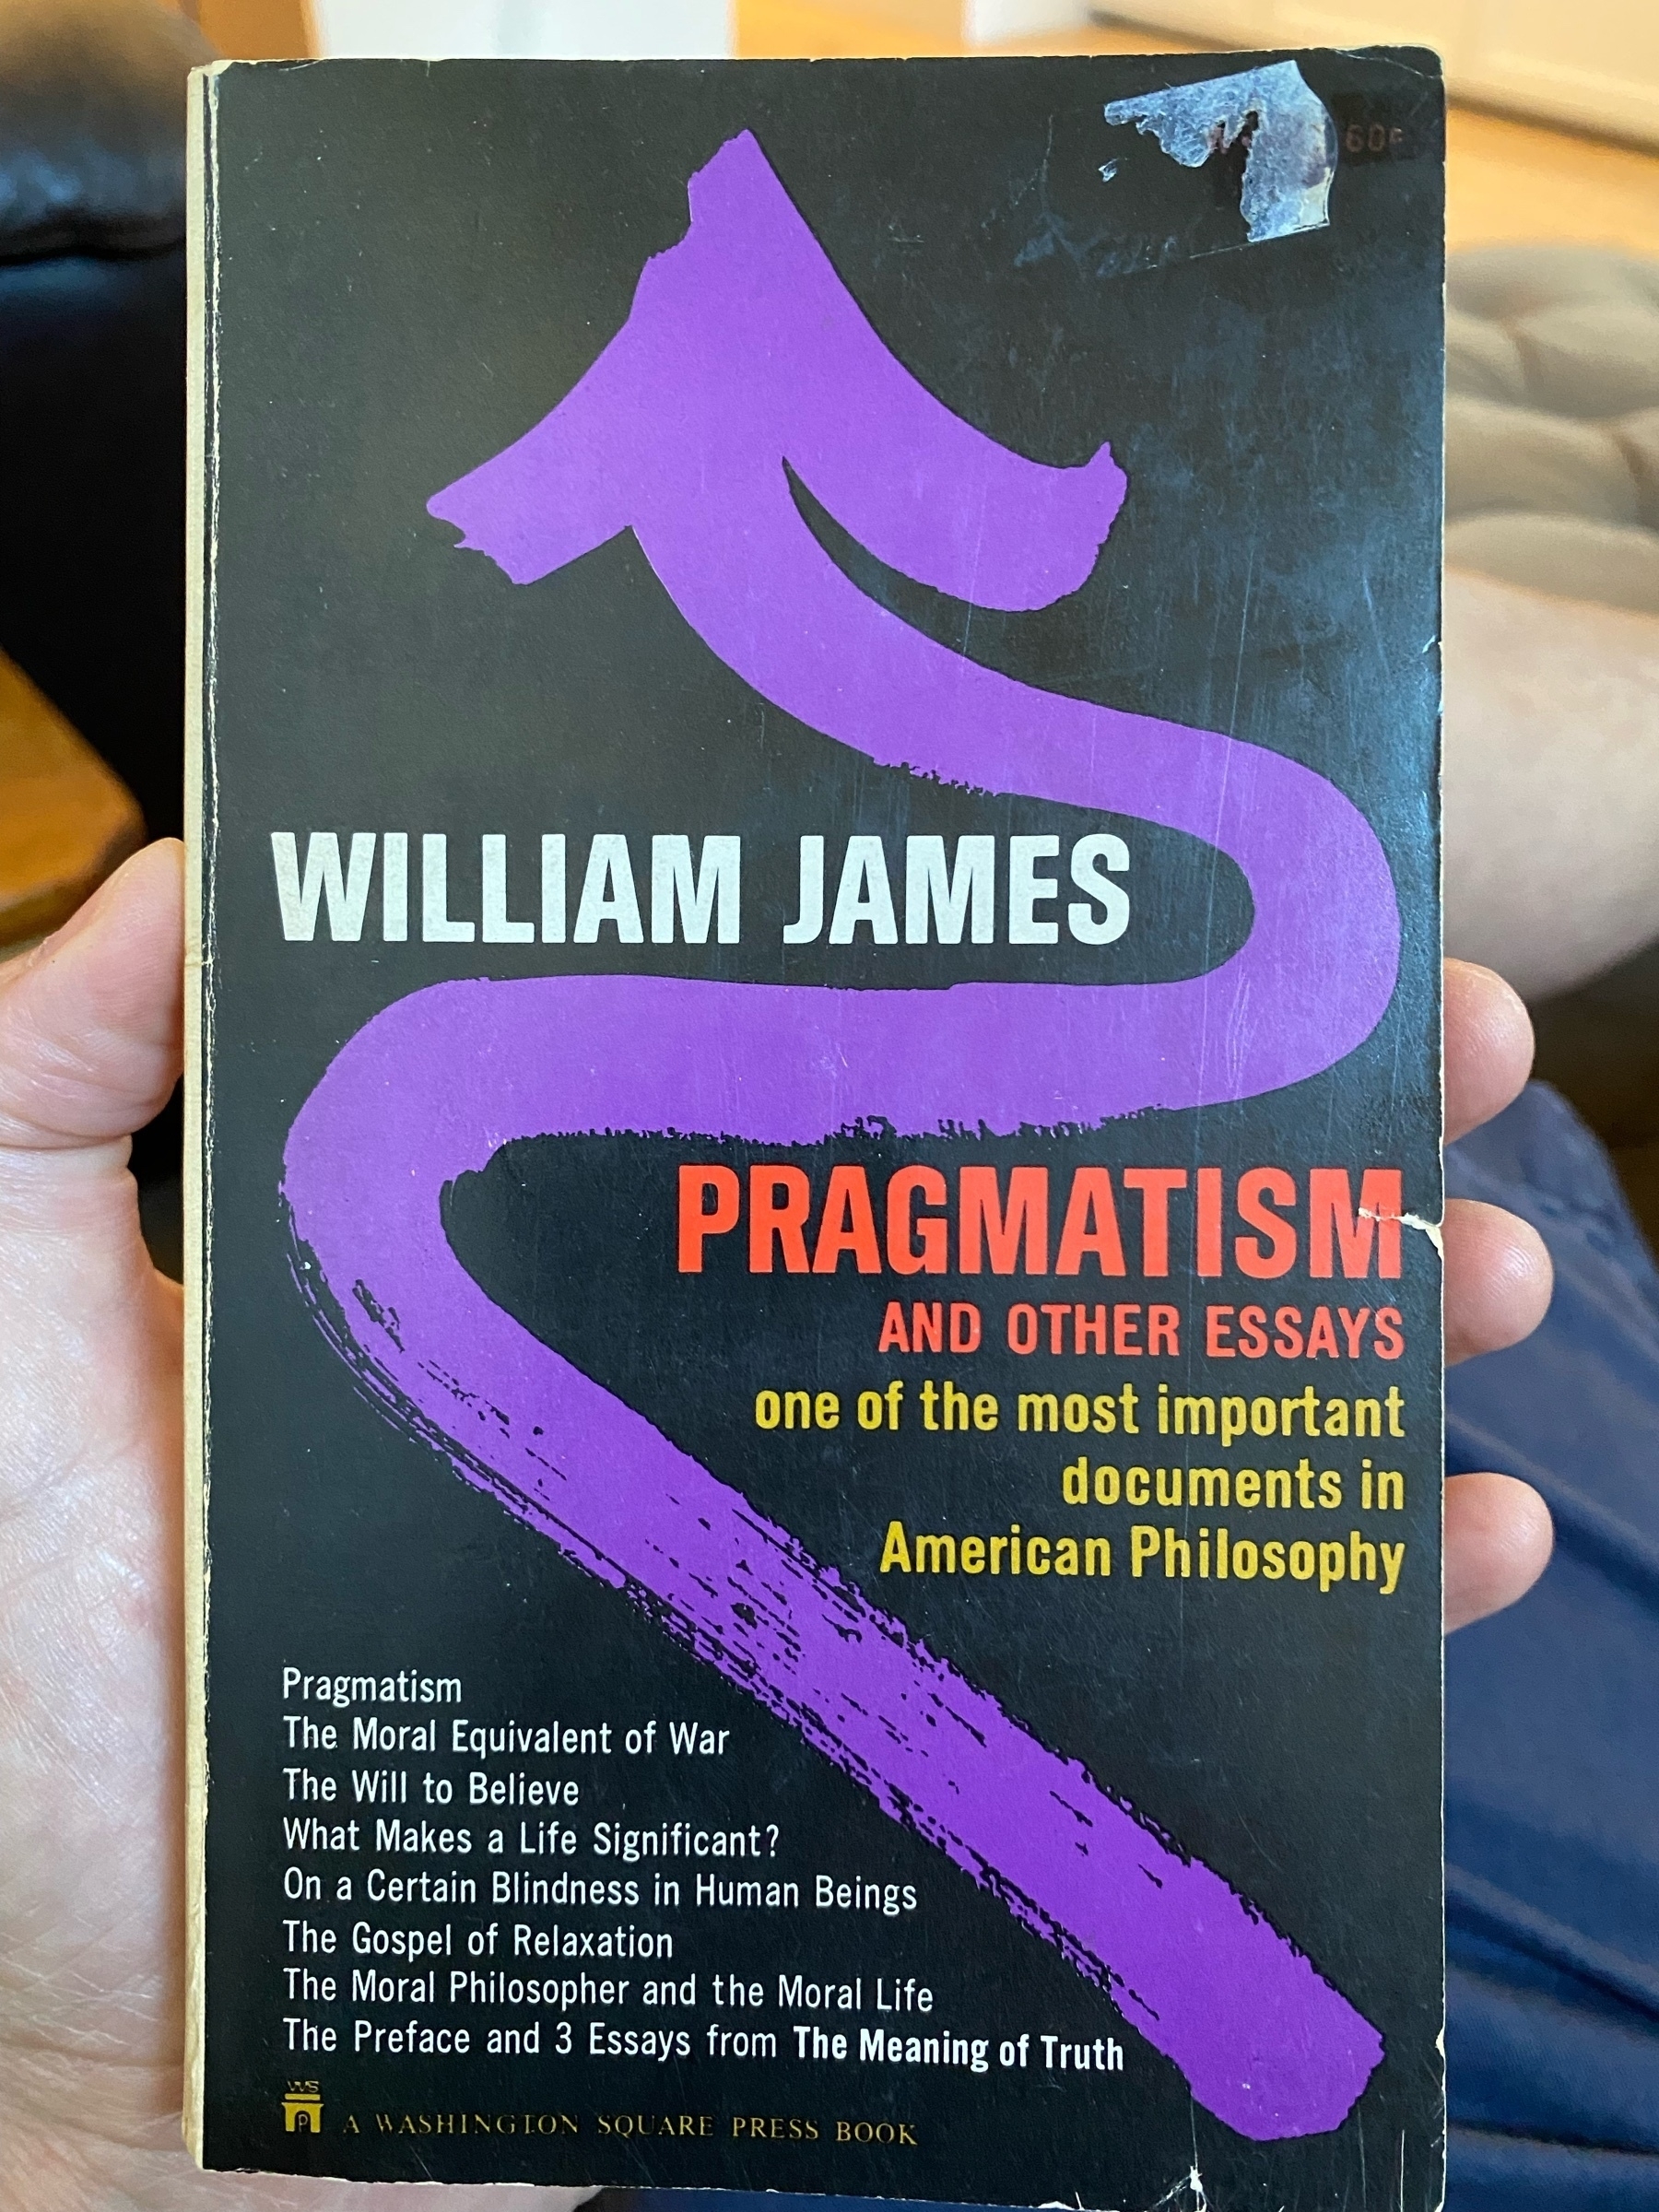 60¢
WILLIAM JAMES
PRAGMATISM
AND OTHER ESSAYS
one of the most important
documents in
American Philosophy
Pragmatism
The Moral Equivalent of War
The Will to Believe
What Makes a Life Significant?
On a Certain Blindness in Human Beings
The Gospel of Relaxation
The Moral Philosopher and the Moral Life
The Preface and 3 Essays from The Meaning of Truth
WS
P
A WASHINGTON SQUARE PRESS BOOK